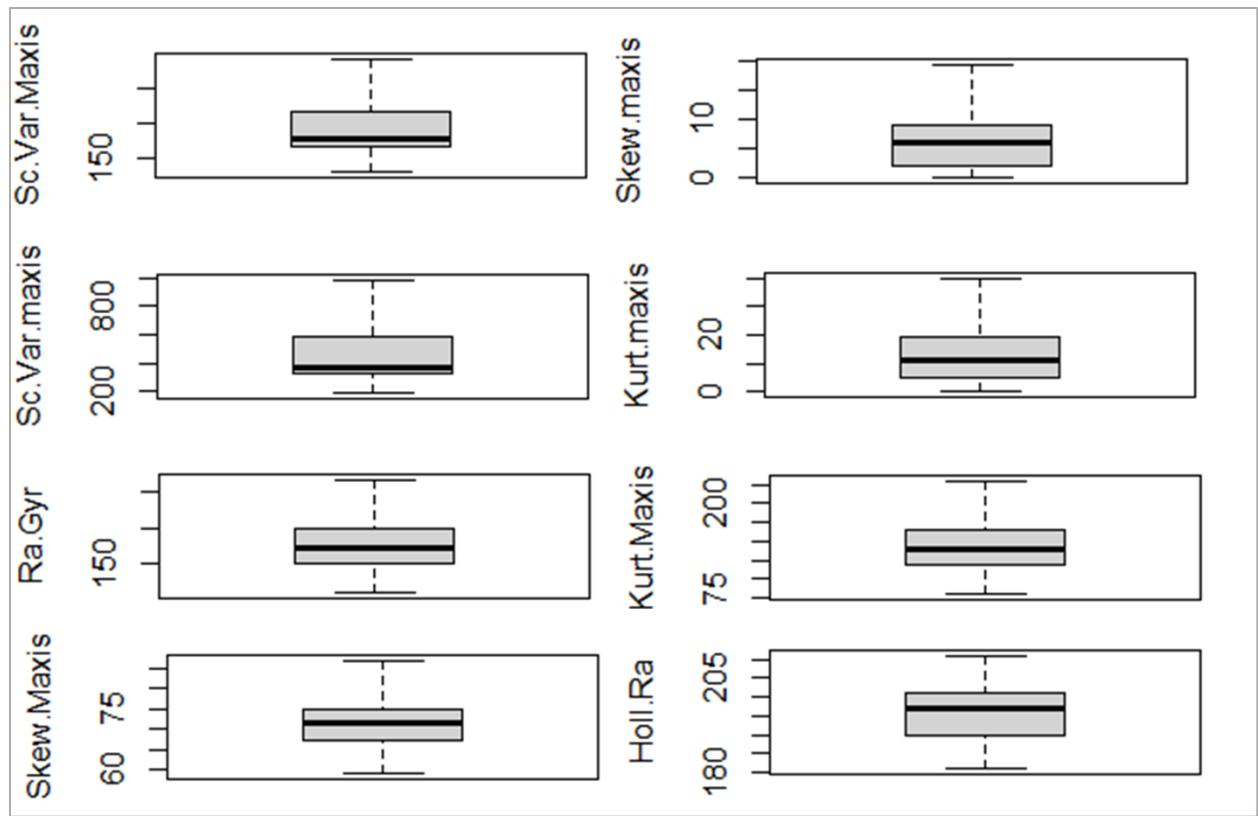 Sc.Var.Maxis
150
Skew.maxis
10
0
Sc.Var.maxis
800
200
Kurt.maxis
20
0
Ra.Gyr
150
Kurt.Maxis
200
75
Skew.Maxis
75
60
Holl.Ra
205
180